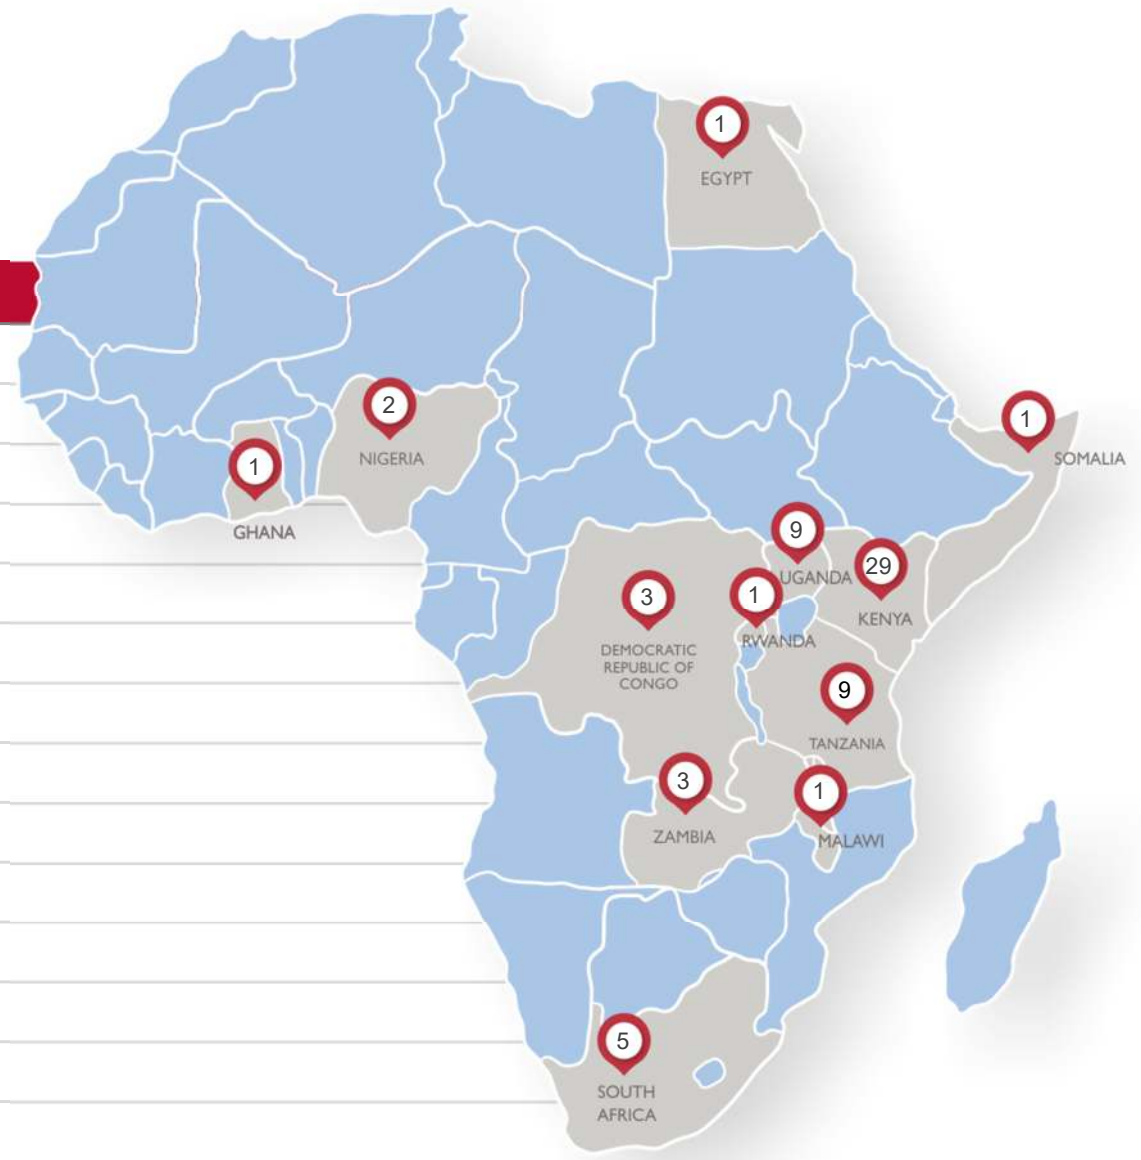 1
EGYPT
2
NIGERIA
1
SOMALIA
1
GHANA
9
UGANDA
29
KENYA
3
DEMOCRATIC
REPUBLIC OF
CONGO
1
RWANDA
9
TANZANIA
3
ZAMBIA
1
MALAWI
5
SOUTH
AFRICA